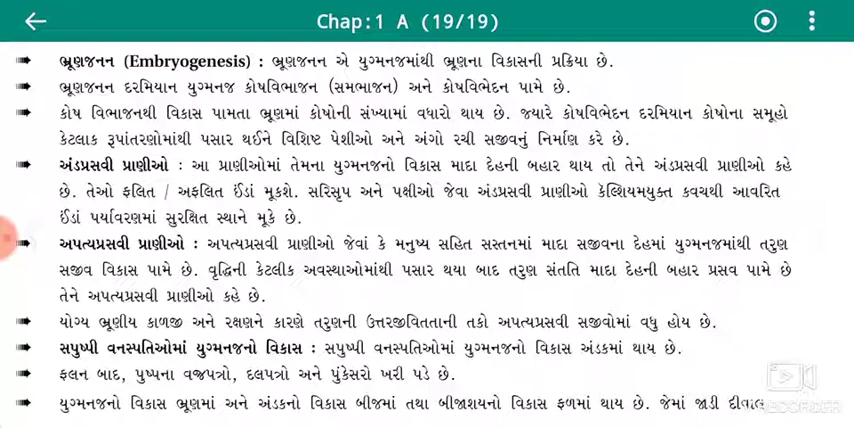 Chap:1 A (19/19)
ભ્રૂણજનન (Embryogenesis) : ભ્રૂણજનન એ યુગ્મનજમાંથી ભ્રૂણના વિકાસની પ્રક્રિયા છે.
ભ્રૂણજનન દરમિયાન યુગ્મનજ કોષવિભાજન (સમભાજન) અને કોષવિભેદન પામે છે.
કોષ વિભાજનથી વિકાસ પામતા ભ્રૂણમાં કોષોની સંખ્યામાં વધારો થાય છે. જ્યારે કોષવિભેદન દરમિયાન કોષોના સમૂહો
કેટલાક રૂપાંતરણોમાંથી પસાર થઈને વિશિષ્ટ પેશીઓ અને અંગો રચી સજીવનું નિર્માણ કરે છે.
અંડપ્રસવી પ્રાણીઓ : આ પ્રાણીઓમાં તેમના યુગ્મનજનો વિકાસ માદા દેહની બહાર થાય તો તેને અંડપ્રસવી પ્રાણીઓ કહે
છે. તેઓ ફલિત / અફલિત ઈંડાં મૂકશે. સરિસૃપ અને પક્ષીઓ જેવા અંડપ્રસવી પ્રાણીઓ કેલ્શિયમયુક્ત કવચથી આવરિત
ઈંડાં પર્યાવરણમાં સુરક્ષિત સ્થાને મૂકે છે.
અપત્યપ્રસવી પ્રાણીઓ : અપત્યપ્રસવી પ્રાણીઓ જેવાં કે મનુષ્ય સહિત સસ્તનમાં માદા સજીવના દેહમાં યુગ્મનજમાંથી તરુણ
સજીવ વિકાસ પામે છે. વૃદ્ધિની કેટલીક અવસ્થાઓમાંથી પસાર થયા બાદ તરુણ સંતતિ માદા દેહની બહાર પ્રસવ પામે છે
તેને અપત્યપ્રસવી પ્રાણીઓ કહે છે.
યોગ્ય ભ્રૂણીય કાળજી અને રક્ષણને કારણે તરુણની ઉત્તરજીવિતતાની તકો અપત્યપ્રસવી સજીવોમાં વધુ હોય છે.
સપુષ્પી વનસ્પતિઓમાં યુગ્મનજનો વિકાસ : સપુષ્પી વનસ્પતિઓમાં યુગ્મનજનો વિકાસ અંડકમાં થાય છે.
ફલન બાદ, પુષ્પના વજ્રપત્રો, દલપત્રો અને પુંકેસરો ખરી પડે છે.
યુગ્મનજનો વિકાસ ભ્રૂણમાં અને અંડકનો વિકાસ બીજમાં તથા બીજાશયનો વિકાસ ફળમાં થાય છે. જેમાં જાડી દીવાલ
RECORDER